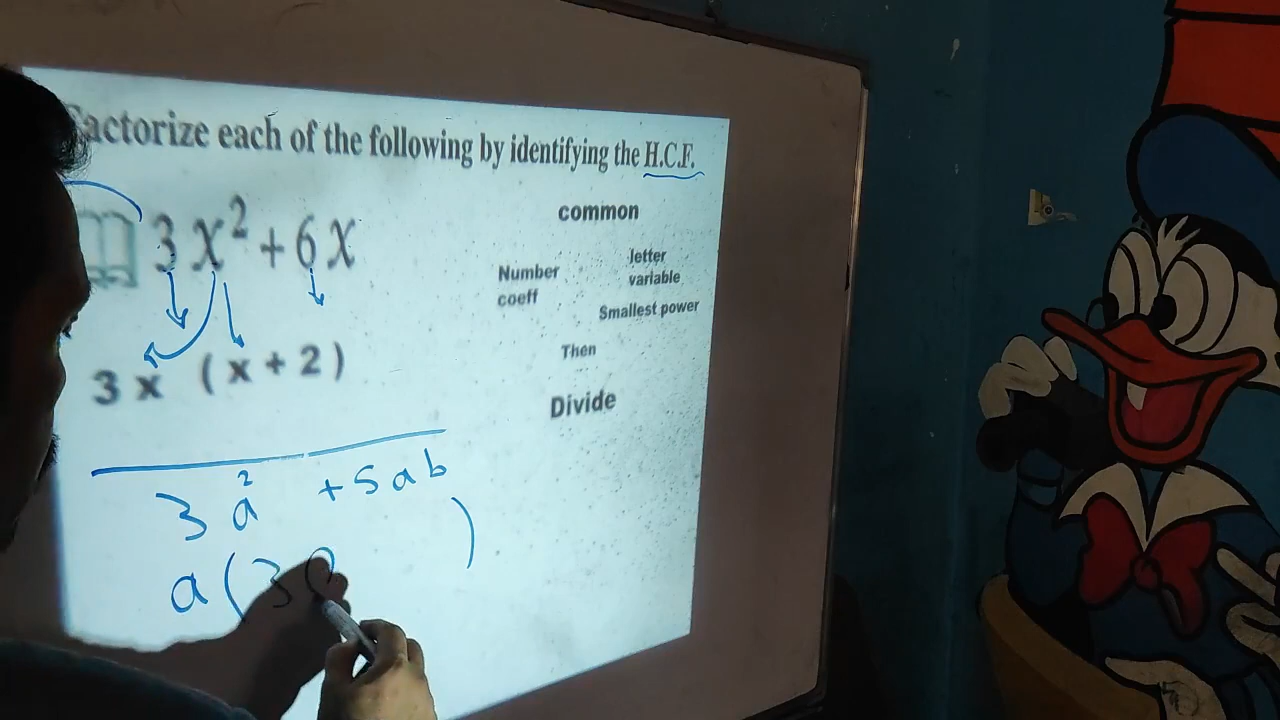 Factorize each of the following by identifying the H.C.F.
3x² + 6x
common
Number
coeff
letter
variable
Smallest power
3x (x + 2)
Then
Divide
3a² + 5ab
a(3a )